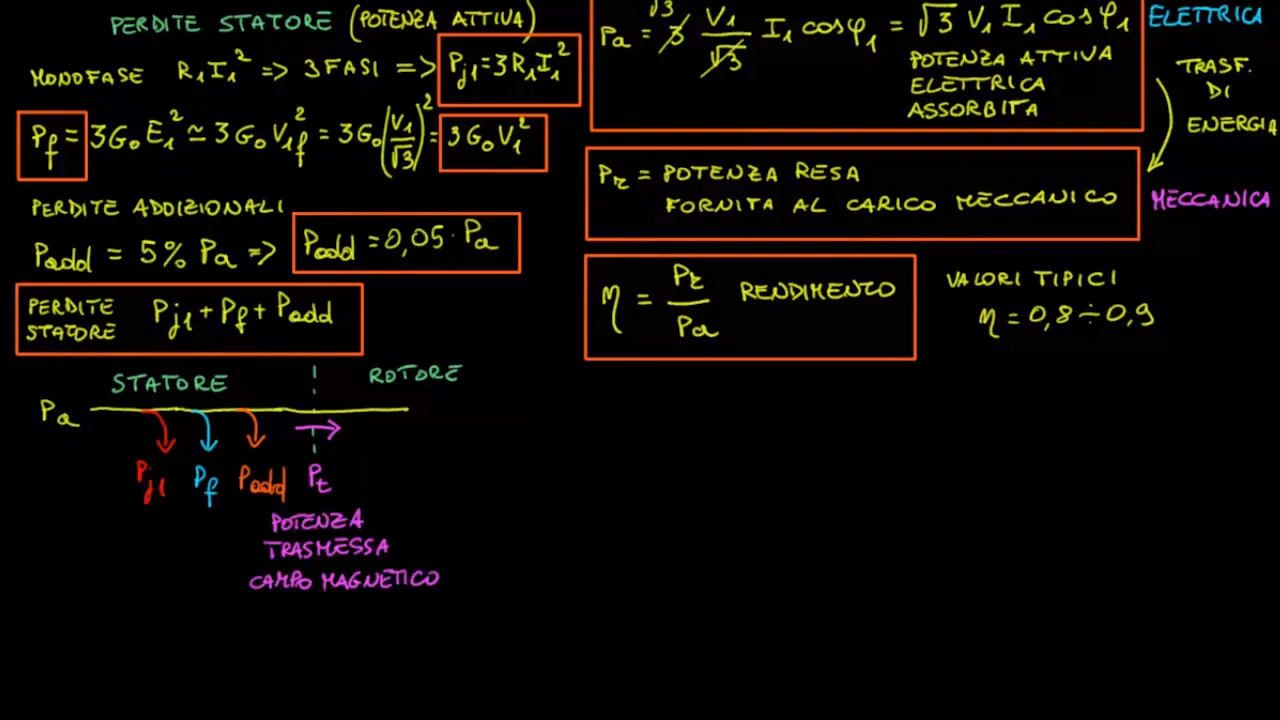 PERDITE STATORE (POTENZA ATTIVA)
MONOFASE R₁I₁² => 3 FASI => Pj₁=3R₁I₁²
Pf = 3G₀E₁² ≃ 3G₀V₁f² = 3G₀(V₁/√3)² = 3G₀V₁²
PERDITE ADDIZIONALI
Padd = 5% Pa => Padd = 0,05·Pa
PERDITE STATORE Pj₁ + Pf + Padd
STATORE ROTORE
Pa
Pj₁ Pf Padd Pt
POTENZA
TRASMESSA
CAMPO MAGNETICO
Pa = √3 3 V₁/√3 I₁ cosφ₁ = √3 V₁ I₁ cosφ₁
POTENZA ATTIVA
ELETTRICA
ASSORBITA
ELETTRICA
TRASF.
DI
ENERGIA
MECCANICA
Pr = POTENZA RESA
FORNITA AL CARICO MECCANICO
η = Pr/Pa RENDIMENTO
VALORI TIPICI
η = 0,8 ÷ 0,9